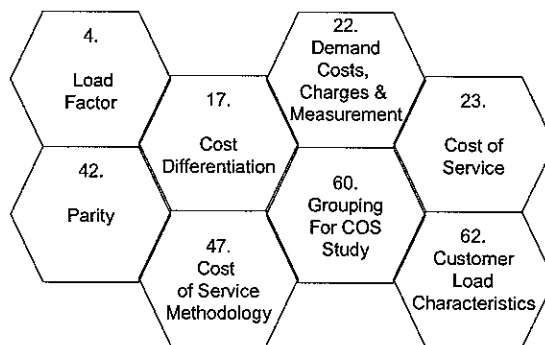 4.
Load
Factor
17.
Cost
Differentiation
22.
Demand
Costs,
Charges &
Measurement
23.
Cost of
Service
42.
Parity
47.
Cost
of Service
Methodology
60.
Grouping
For COS
Study
62.
Customer
Load
Characteristics